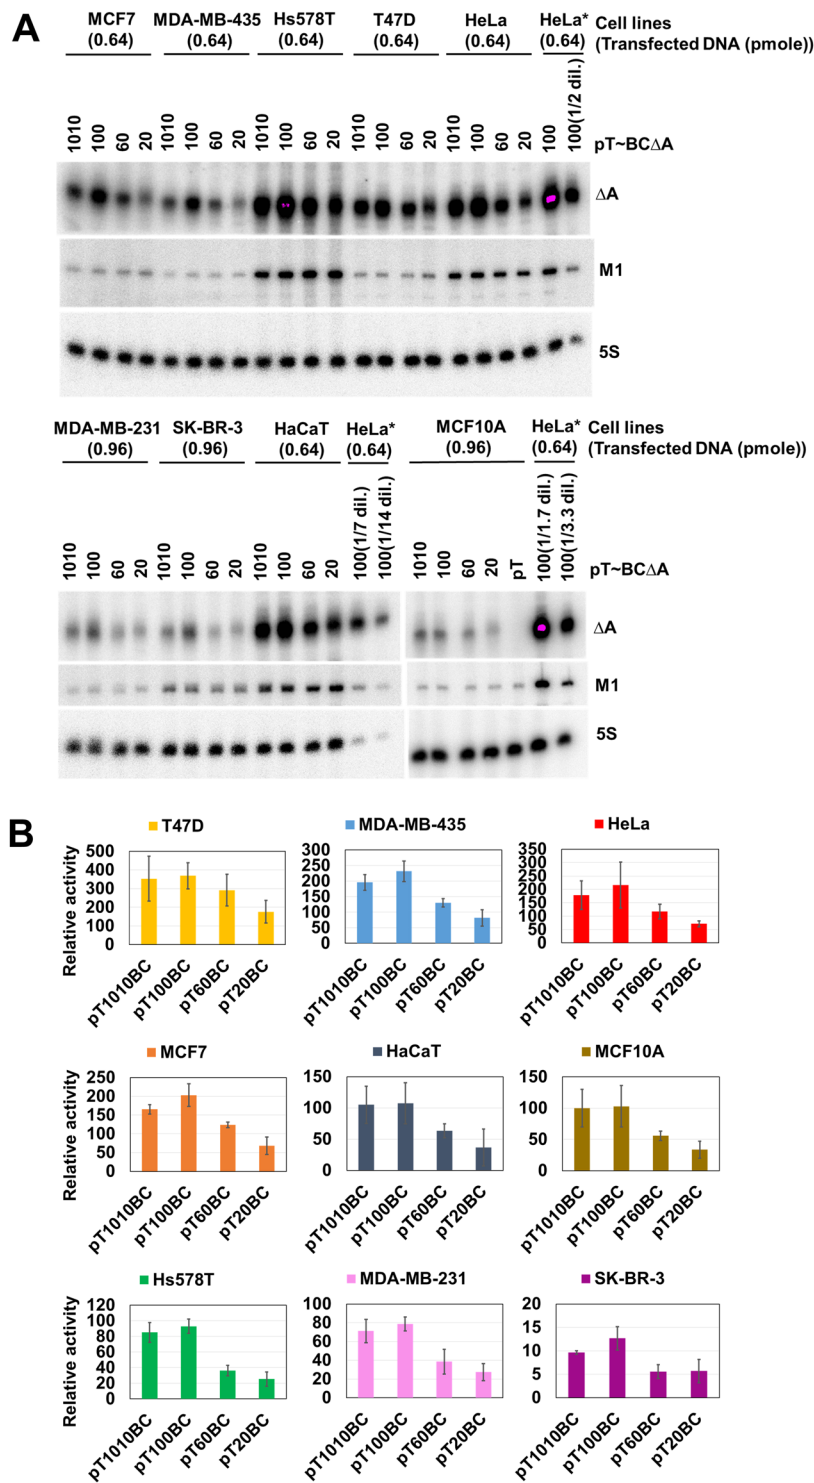 A
MCF7 MDA-MB-435 Hs578T T47D HeLa HeLa* Cell lines
(0.64) (0.64) (0.64) (0.64) (0.64) (0.64) (Transfected DNA (pmole))
1010 100 60 20 1010 100 60 20 1010 100 60 20 1010 100 60 20 1010 100 60 20 100 100(1/2 dil.) pT~BCΔA
ΔA
M1
5S
MDA-MB-231 SK-BR-3 HaCaT HeLa* MCF10A HeLa* Cell lines
(0.96) (0.96) (0.64) (0.64) (0.96) (0.64) (Transfected DNA (pmole))
1010 100 60 20 1010 100 60 20 1010 100 60 20 100(1/7 dil.) 100(1/14 dil.) 1010 100 60 20 pT 100(1/1.7 dil.) 100(1/3.3 dil.) pT~BCΔA
ΔA
M1
5S
B
T47D
Relative activity
500
400
300
200
100
0
pT1010BC pT100BC pT60BC pT20BC
MDA-MB-435
300
250
200
150
100
50
0
pT1010BC pT100BC pT60BC pT20BC
HeLa
350
300
250
200
150
100
50
0
pT1010BC pT100BC pT60BC pT20BC
MCF7
Relative activity
250
200
150
100
50
0
pT1010BC pT100BC pT60BC pT20BC
HaCaT
150
100
50
0
pT1010BC pT100BC pT60BC pT20BC
MCF10A
150
100
50
0
pT1010BC pT100BC pT60BC pT20BC
Hs578T
Relative activity
120
100
80
60
40
20
0
pT1010BC pT100BC pT60BC pT20BC
MDA-MB-231
100
80
60
40
20
0
pT1010BC pT100BC pT60BC pT20BC
SK-BR-3
20
15
10
5
0
pT1010BC pT100BC pT60BC pT20BC